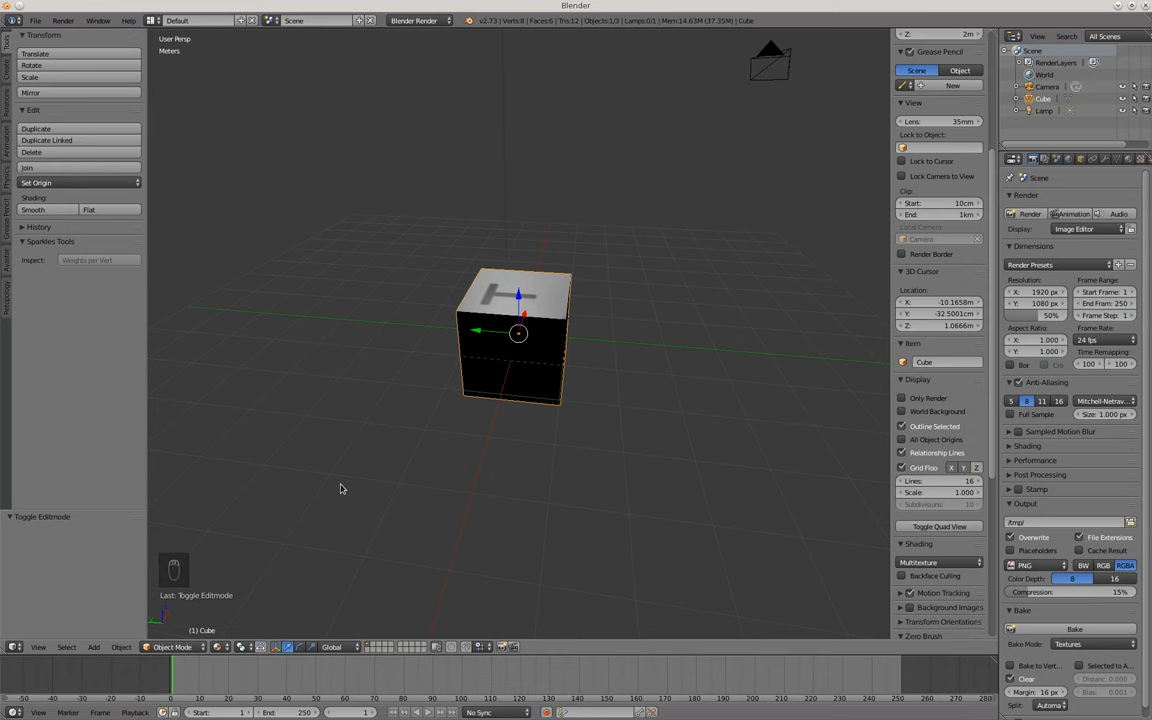 Blender
File Render Window Help Default Scene Blender Render v2.73 | Verts:8 | Faces:6 | Tris:12 | Objects:1/3 | Lamps:0/1 | Mem:14.63M (37.35M) | Cube
Tools
Create
Relations
Animation
Physics
Grease Pencil
Avastar
Retopology
Transform
Translate
Rotate
Scale
Mirror
Edit
Duplicate
Duplicate Linked
Delete
Join
Set Origin
Shading:
Smooth Flat
History
Sparkles Tools
Inspect: Weights per Vert
Toggle Editmode
User Persp
Meters
T
Last: Toggle Editmode
(1) Cube
View Select Add Object Object Mode Global
Z: 2m
Grease Pencil
Scene Object
New
View
Lens: 35mm
Lock to Object:
Lock to Cursor
Lock Camera to View
Clip:
Start: 10cm
End: 1km
Local Camera:
Camera
Render Border
3D Cursor
Location:
X: -10.1658m
Y: -32.5001cm
Z: 1.0666m
Item
Cube
Display
Only Render
World Background
Outline Selected
All Object Origins
Relationship Lines
Grid Floo X Y Z
Lines: 16
Scale: 1.000
Subdivisions: 10
Toggle Quad View
Shading
Multitexture
Backface Culling
Motion Tracking
Background Images
Transform Orientations
Zero Brush
View Search All Scenes
Scene
RenderLayers
World
Camera
Cube
Lamp
Scene
Render
Render Animation Audio
Display: Image Editor
Dimensions
Render Presets
Resolution: Frame Range:
X: 1920 px Start Frame: 1
Y: 1080 px End Fram: 250
50% Frame Step: 1
Aspect Ratio: Frame Rate:
X: 1.000 24 fps
Y: 1.000 Time Remapping:
Bor Cro 100 100
Anti-Aliasing
5 8 11 16 Mitchell-Netrav...
Full Sample Size: 1.000 px
Sampled Motion Blur
Shading
Performance
Post Processing
Stamp
Output
/tmp/
Overwrite File Extensions
Placeholders Cache Result
PNG BW RGB RGBA
Color Depth: 8 16
Compression: 15%
Bake
Bake
Bake Mode: Textures
Bake to Vert... Selected to A...
Clear Distance: 0.000
Margin: 16 px Bias: 0.001
Split: Automa
-50 -40 -30 -20 -10 0 10 20 30 40 50 60 70 80 90 100 110 120 130 140 150 160 170 180 190 200 210 220 230 240 250 260 270 280
View Marker Frame Playback Start: 1 End: 250 1 No Sync